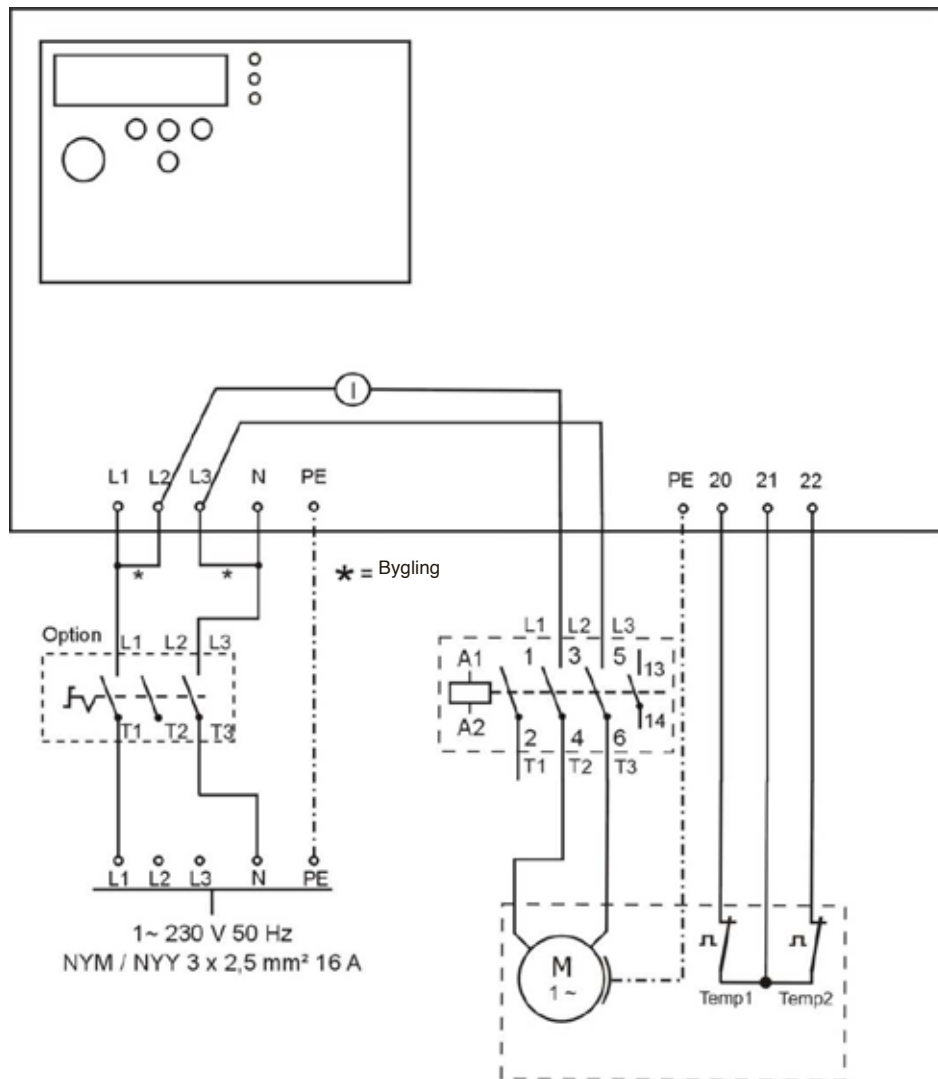 I
L1 L2 L3 N PE
PE 20 21 22
* *
* = Bygling
Option
L1 L2 L3
T1 T2 T3
L1 L2 L3
A1 1 3 5 13
A2 2 4 6 14
T1 T2 T3
L1 L2 L3 N PE
1~ 230 V 50 Hz
NYM / NYY 3 x 2,5 mm² 16 A
M
1 ~
Temp1 Temp2